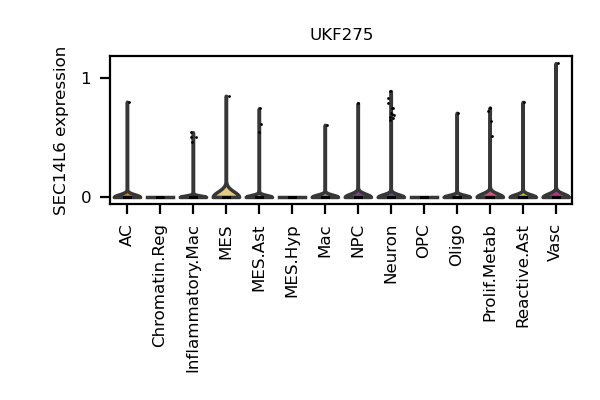 UKF275
SEC14L6 expression
1
0
AC
Chromatin.Reg
Inflammatory.Mac
MES
MES.Ast
MES.Hyp
Mac
NPC
Neuron
OPC
Oligo
Prolif.Metab
Reactive.Ast
Vasc